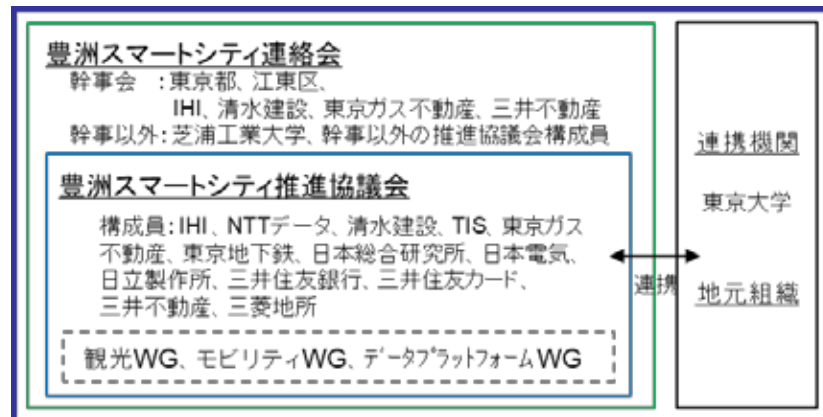 豊洲スマートシティ連絡会
幹事会　：東京都、江東区、
IHI、清水建設、東京ガス不動産、三井不動産
幹事以外：芝浦工業大学、幹事以外の推進協議会構成員
豊洲スマートシティ推進協議会
構成員：IHI、NTTデータ、清水建設、TIS、東京ガス
不動産、東京地下鉄、日本総合研究所、日本電気、
日立製作所、三井住友銀行、三井住友カード、
三井不動産、三菱地所
観光WG、モビリティWG、ﾃﾞｰﾀﾌﾟﾗｯﾄﾌｫｰﾑWG
連携
連携機関
東京大学
地元組織